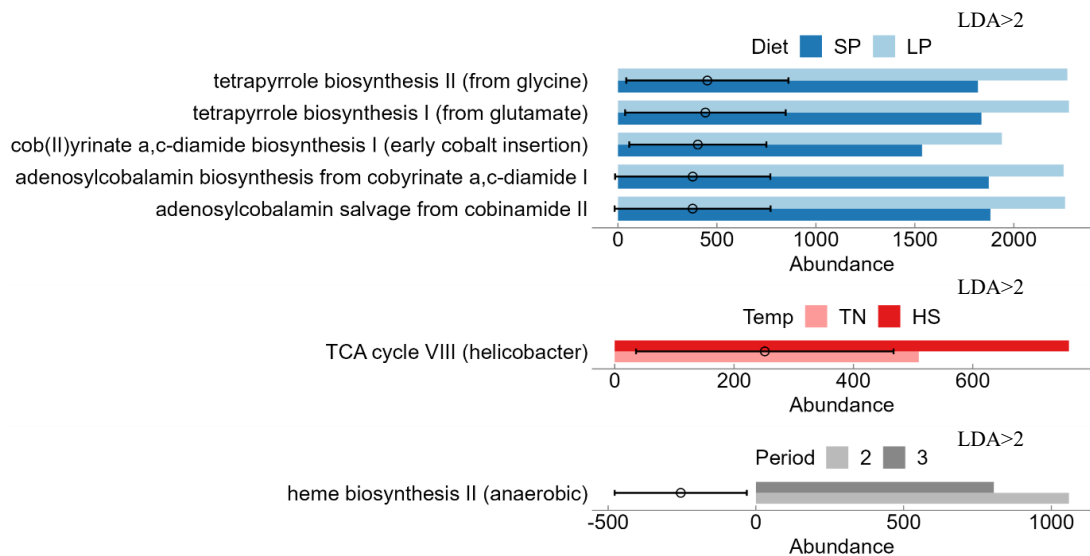 LDA>2
Diet SP LP
tetrapyrrole biosynthesis II (from glycine)
tetrapyrrole biosynthesis I (from glutamate)
cob(II)yrinate a,c-diamide biosynthesis I (early cobalt insertion)
adenosylcobalamin biosynthesis from cobyrinate a,c-diamide I
adenosylcobalamin salvage from cobinamide II
0 500 1000 1500 2000
Abundance
LDA>2
Temp TN HS
TCA cycle VIII (helicobacter)
0 200 400 600
Abundance
LDA>2
Period 2 3
heme biosynthesis II (anaerobic)
-500 0 500 1000
Abundance